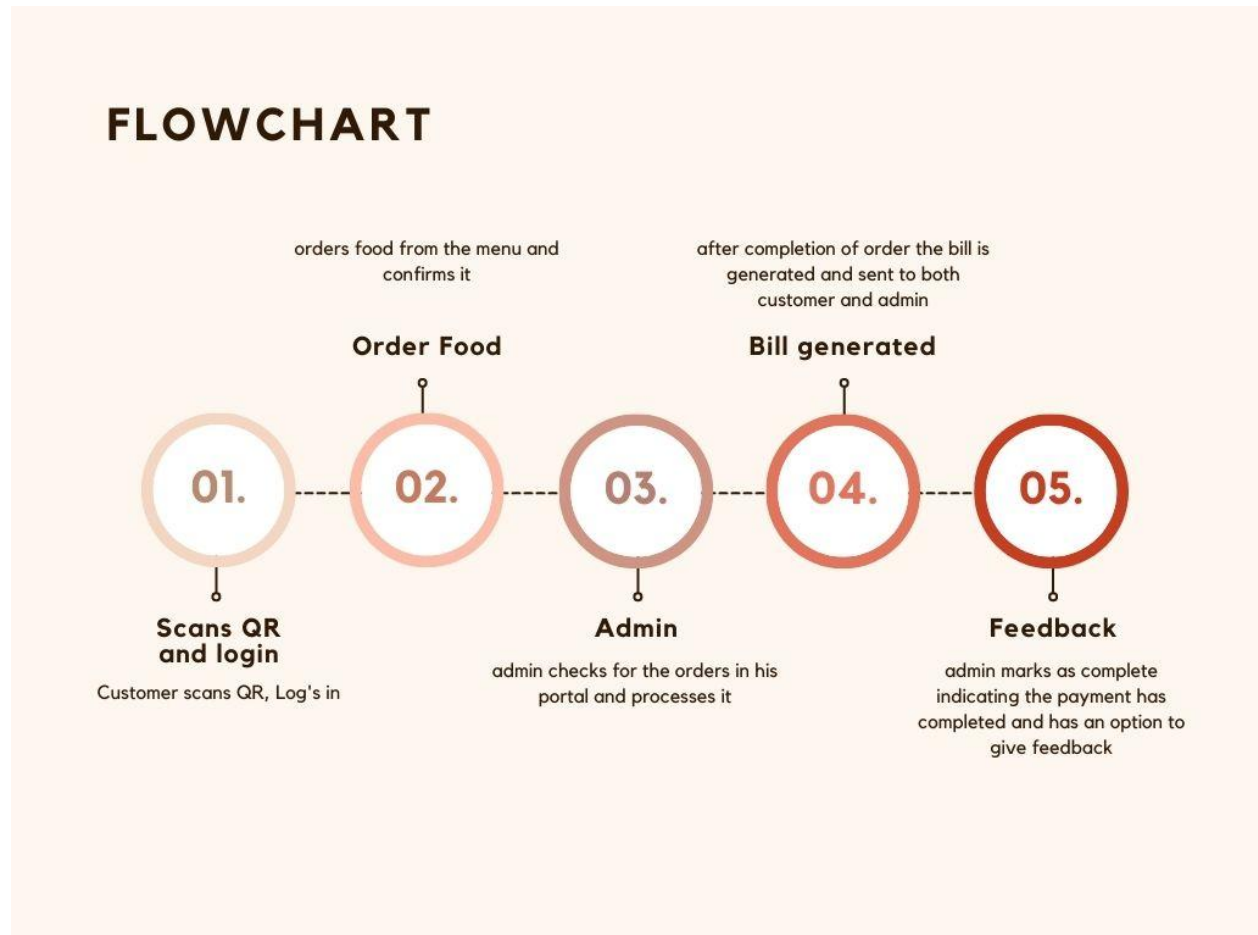 FLOWCHART
orders food from the menu and
confirms it
Order Food
after completion of order the bill is
generated and sent to both
customer and admin
Bill generated
01.
02.
03.
04.
05.
Scans QR
and login
Customer scans QR, Log's in
Admin
admin checks for the orders in his
portal and processes it
Feedback
admin marks as complete
indicating the payment has
completed and has an option to
give feedback